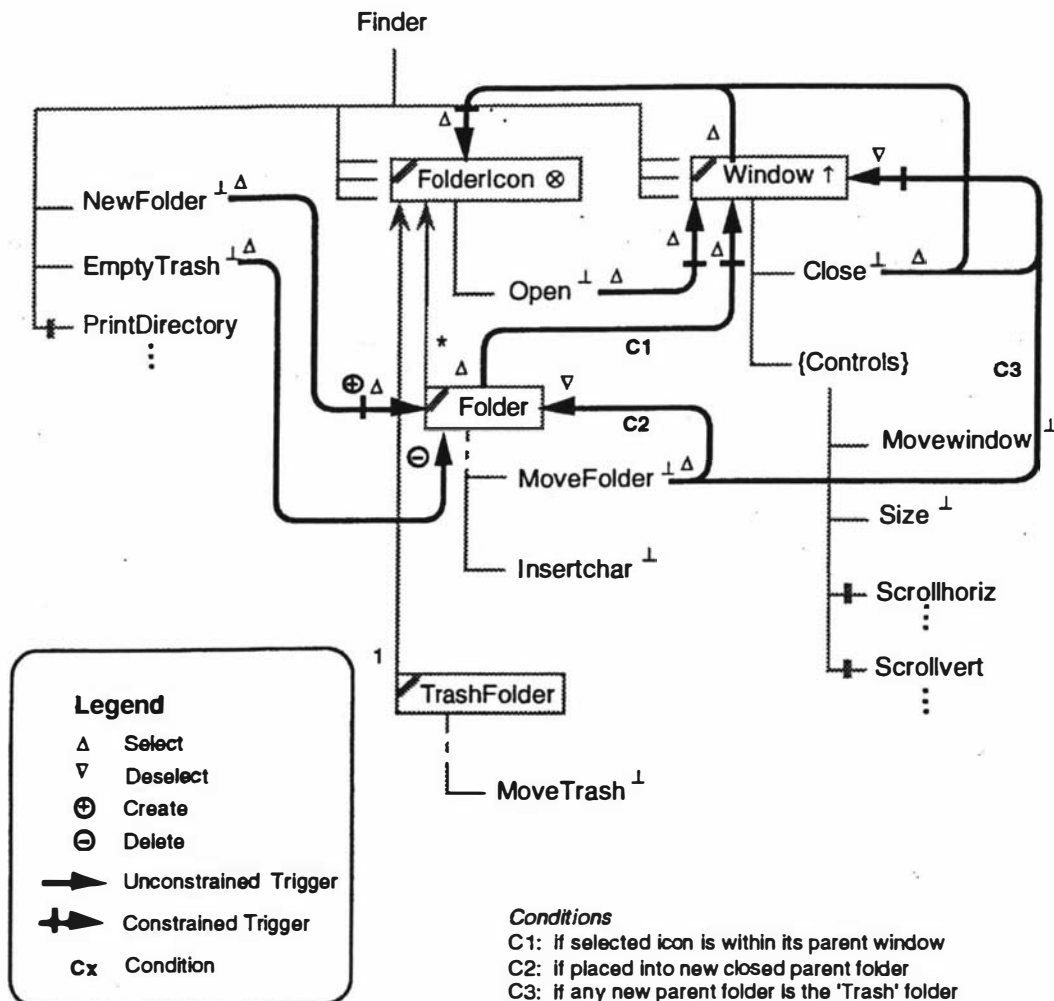 Finder
Δ
Δ
∇
FolderIcon ⊗
Window ↑
NewFolder ⊥ Δ
Δ
Δ
EmptyTrash ⊥ Δ
Open ⊥ Δ
Close ⊥ Δ
PrintDirectory
*
C1
{Controls}
C3
⊕ Δ
Δ
∇
Folder
C2
⊖
Movewindow ⊥
MoveFolder ⊥ Δ
Size ⊥
Insertchar ⊥
Scrollhoriz
1
Scrollvert
TrashFolder
MoveTrash ⊥
Legend
Δ Select
∇ Deselect
⊕ Create
⊖ Delete
Unconstrained Trigger
Constrained Trigger
Cx Condition
Conditions
C1: if selected icon is within its parent window
C2: if placed into new closed parent folder
C3: if any new parent folder is the 'Trash' folder